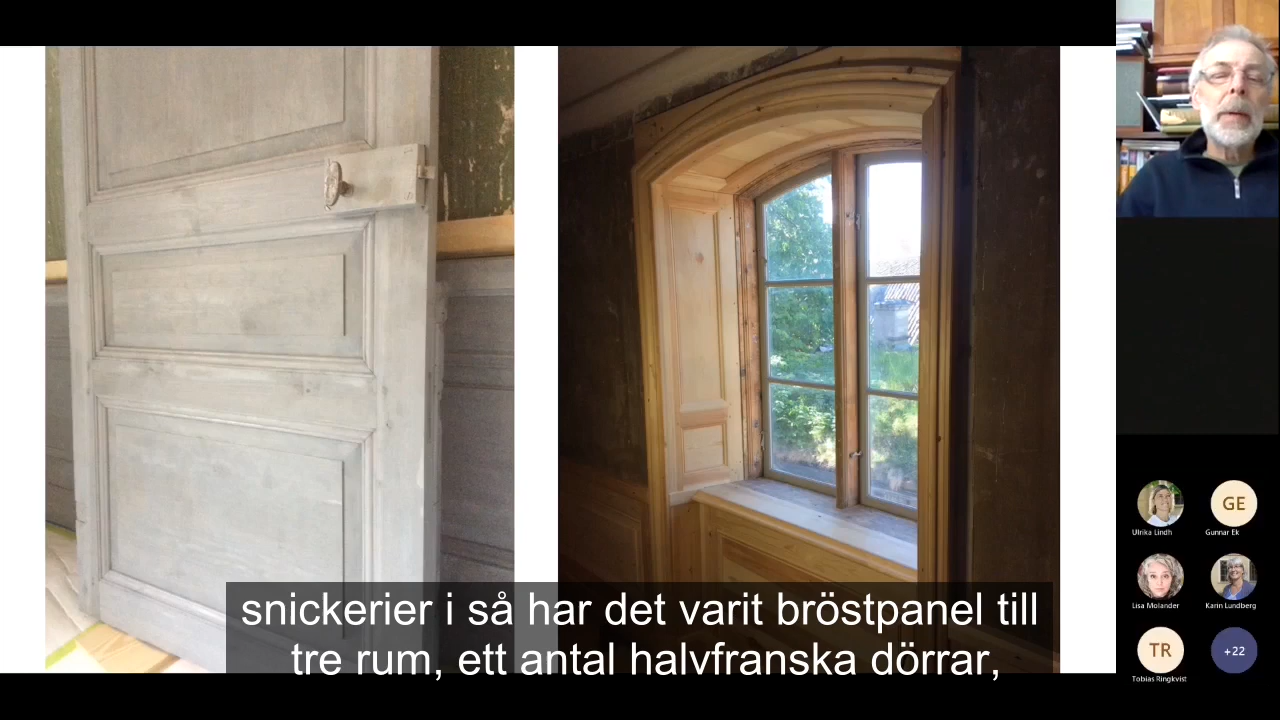 snickerier i så har det varit bröstpanel till
tre rum, ett antal halvfranska dörrar,
GE
Ulrika Lindh
Gunnar Ek
Lisa Molander
Karin Lundberg
TR
+22
Tobias Ringkvist